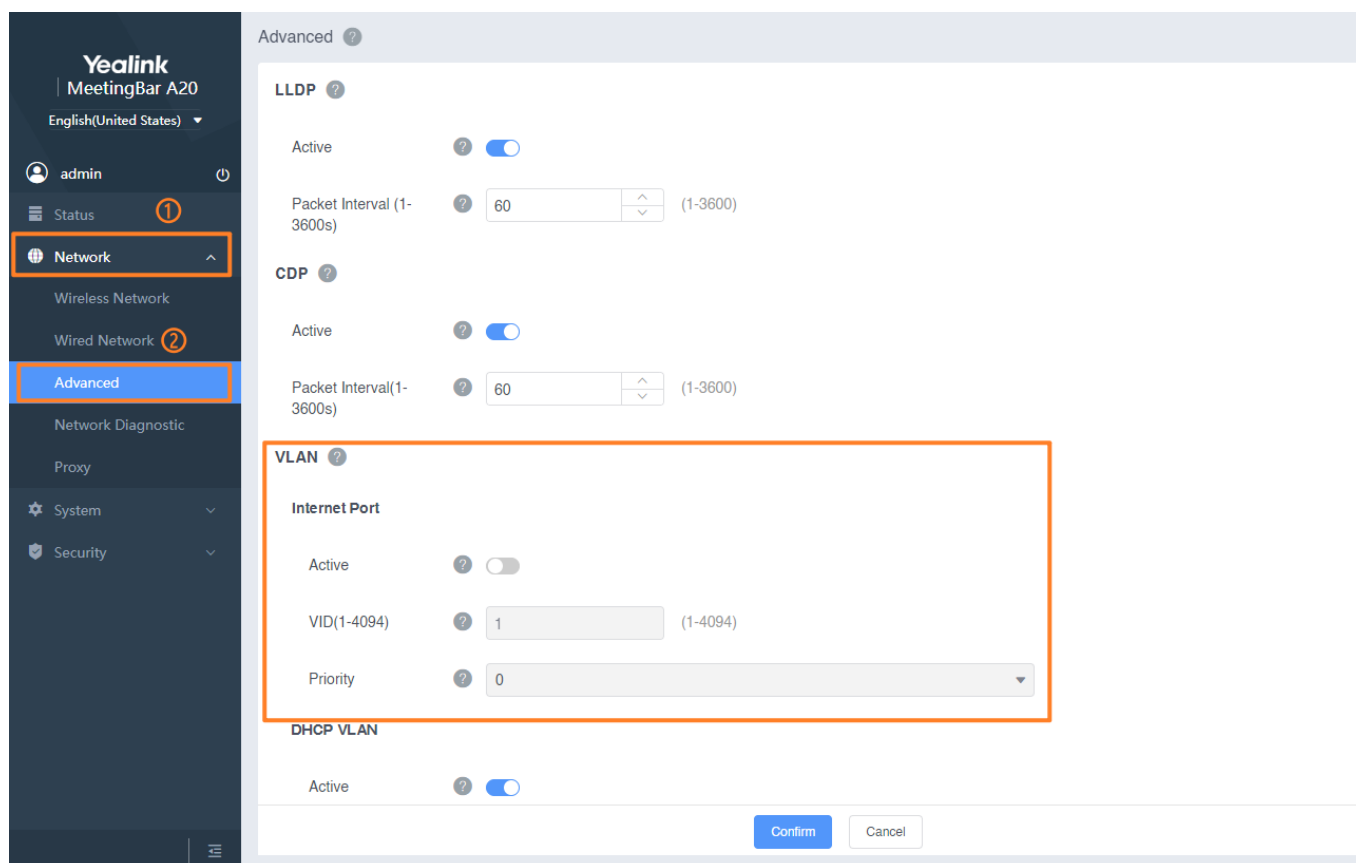 Yealink
MeetingBar A20
English(United States)
admin
Status ①
Network
Wireless Network
Wired Network ②
Advanced
Network Diagnostic
Proxy
System
Security
Advanced ?
LLDP ?
Active ?
Packet Interval (1- ? 60 (1-3600)
3600s)
CDP ?
Active ?
Packet Interval(1- ? 60 (1-3600)
3600s)
VLAN ?
Internet Port
Active ?
VID(1-4094) ? 1 (1-4094)
Priority ? 0
DHCP VLAN
Active ?
Confirm Cancel